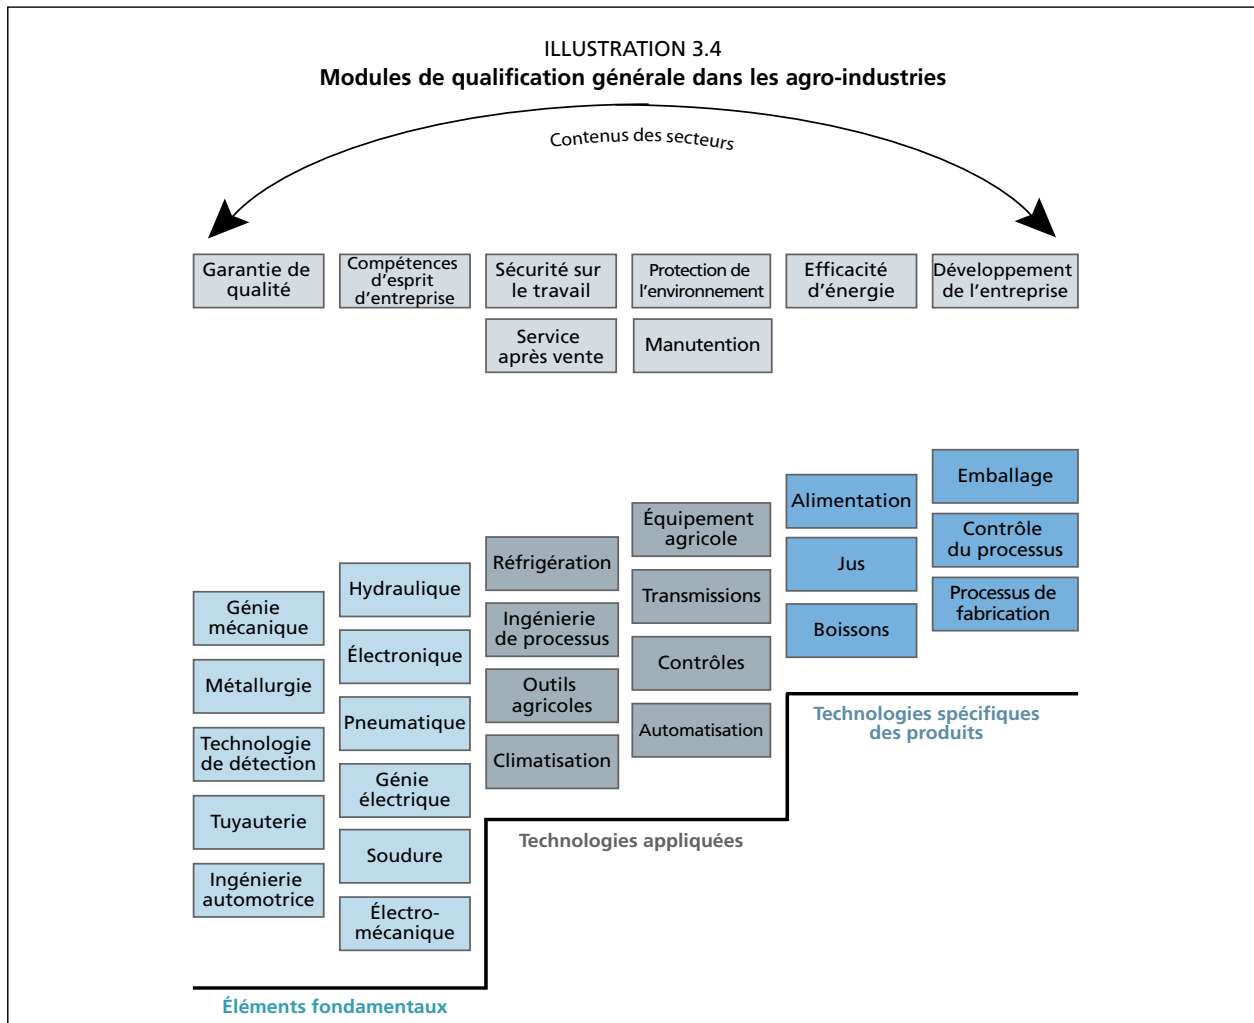 ILLUSTRATION 3.4
Modules de qualification générale dans les agro-industries
Contenus des secteurs
Garantie de
qualité
Compétences
d'esprit
d'entreprise
Sécurité sur
le travail
Protection de
l'environnement
Efficacité
d'énergie
Développement
de l'entreprise
Service
après vente
Manutention
Génie
mécanique
Métallurgie
Technologie
de détection
Tuyauterie
Ingénierie
automotrice
Hydraulique
Électronique
Pneumatique
Génie
électrique
Soudure
Électro-
mécanique
Réfrigération
Ingénierie
de processus
Outils
agricoles
Climatisation
Équipement
agricole
Transmissions
Contrôles
Automatisation
Alimentation
Jus
Boissons
Emballage
Contrôle
du processus
Processus de
fabrication
Technologies spécifiques
des produits
Technologies appliquées
Éléments fondamentaux